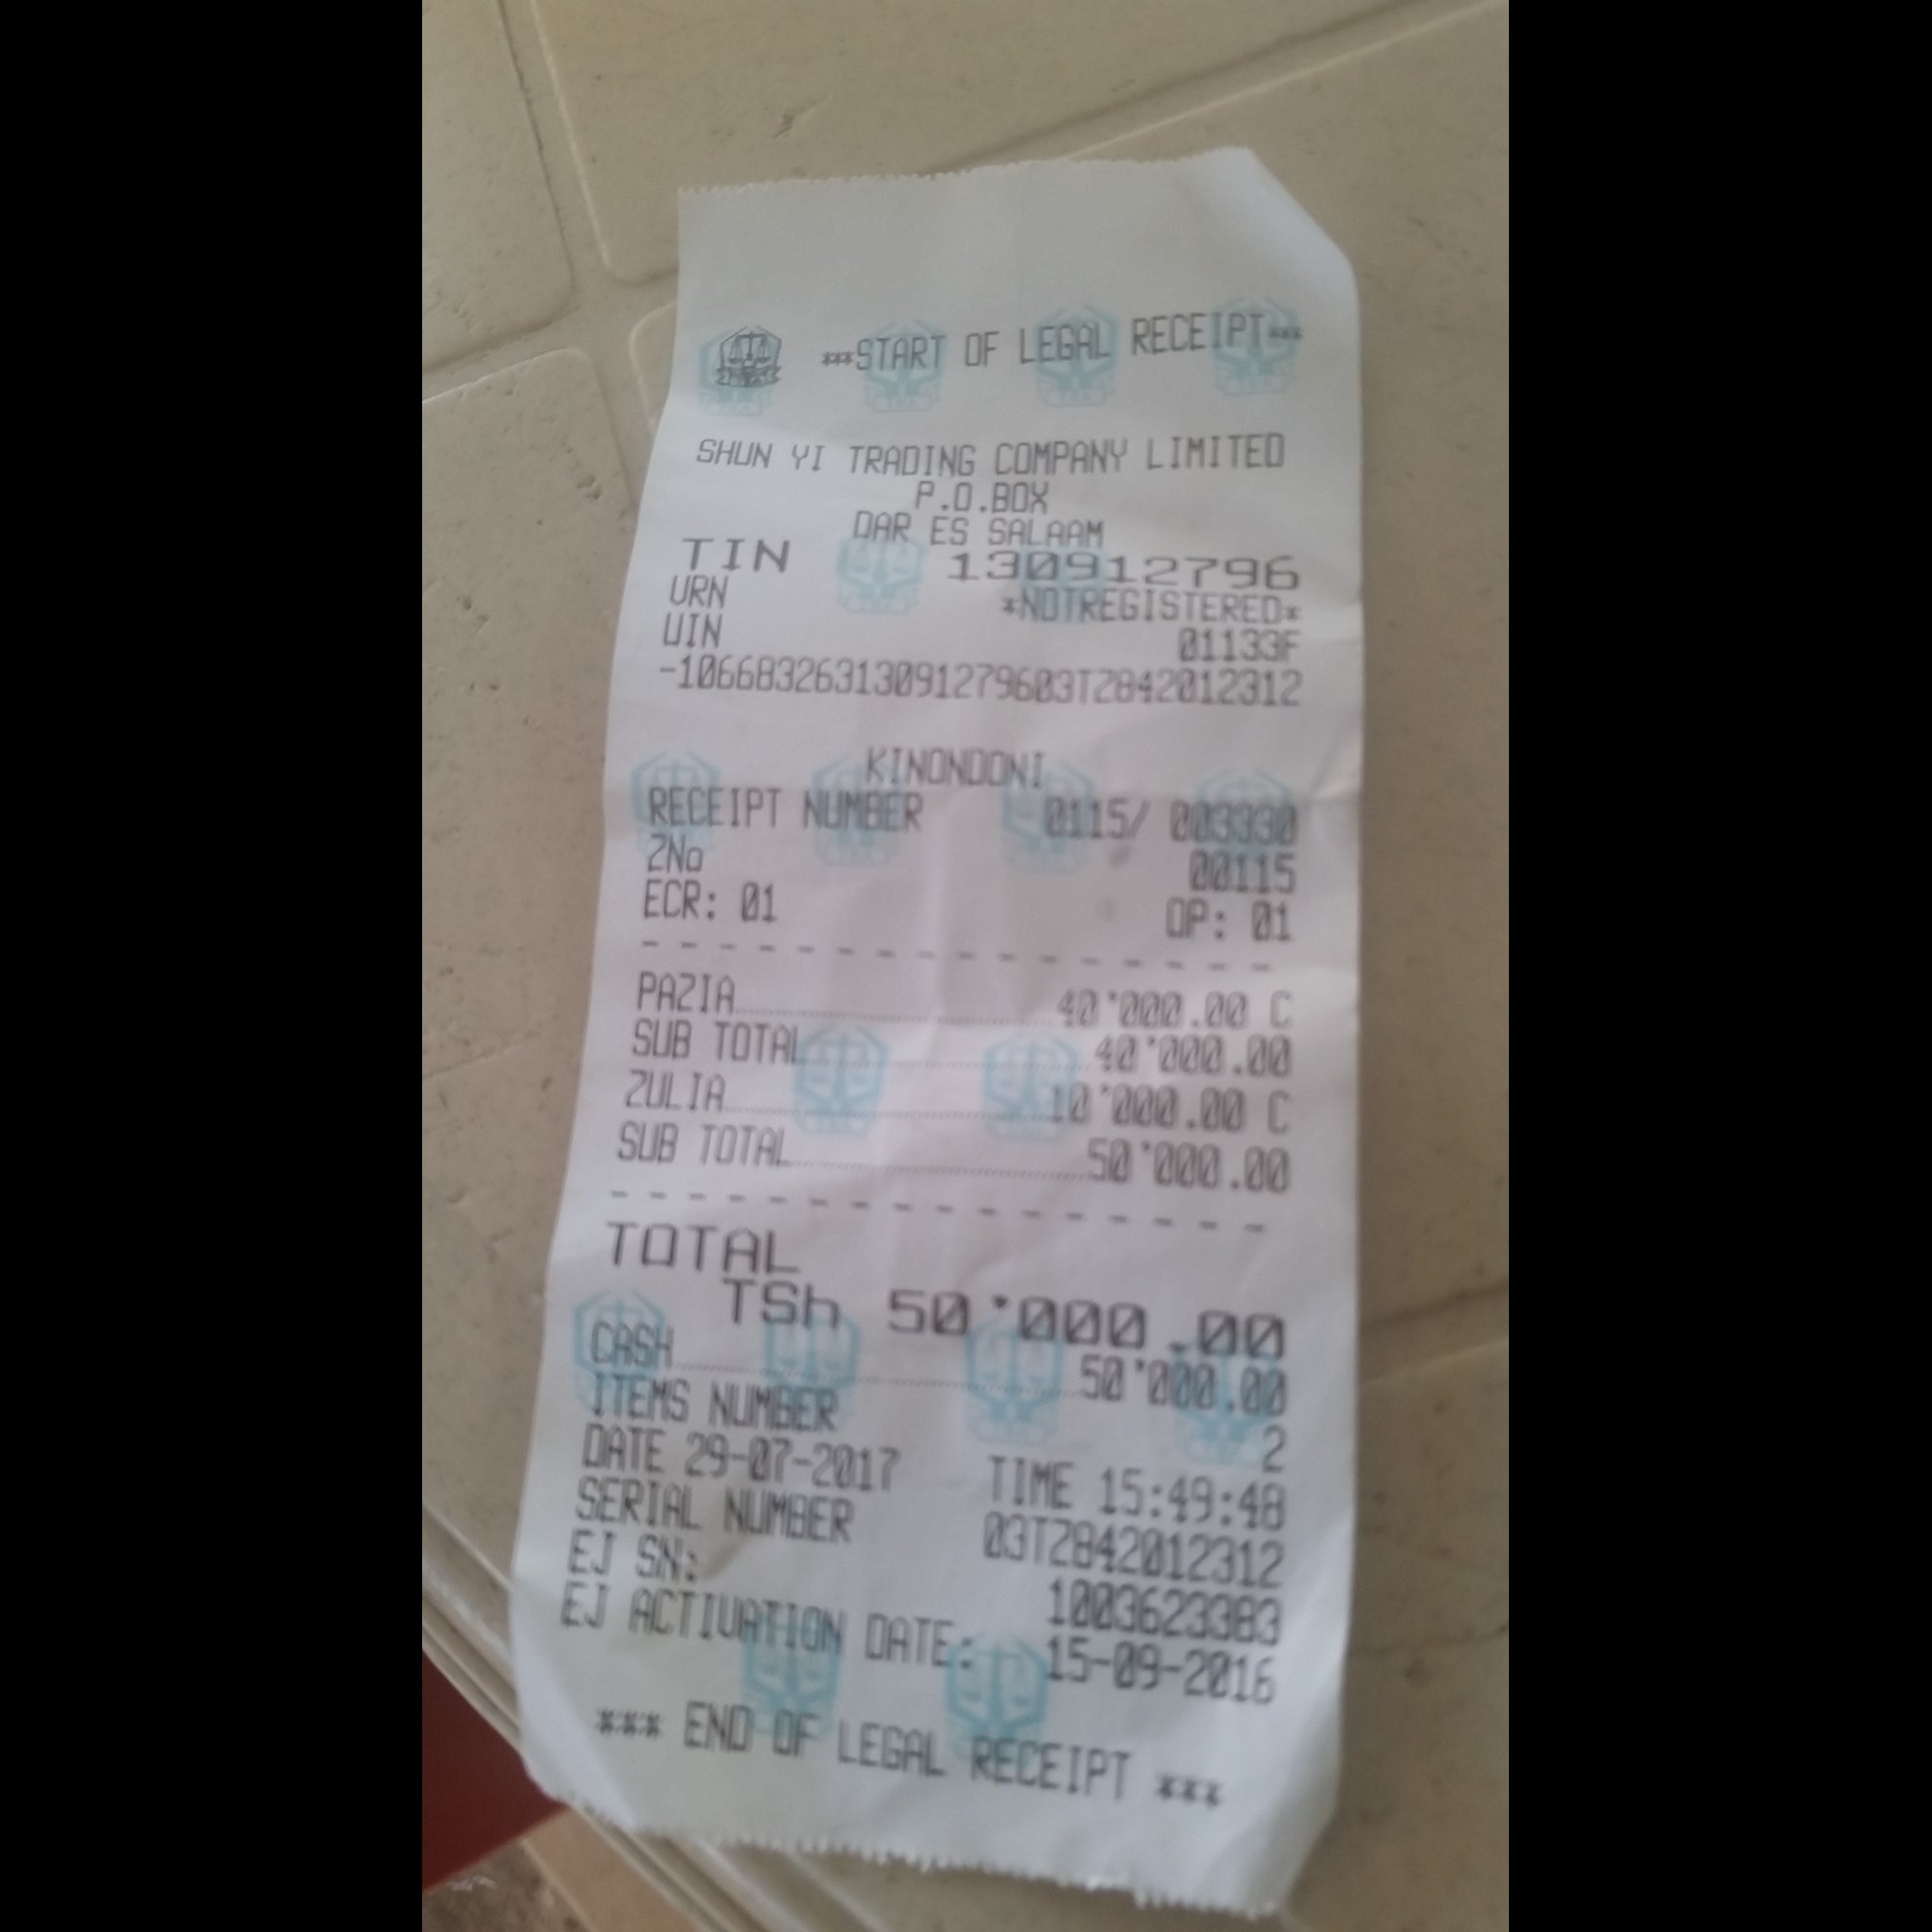 ***START OF LEGAL RECEIPT***
SHUN YI TRADING COMPANY LIMITED
P.O.BOX
DAR ES SALAAM
TIN 130912796
VRN *NOTREGISTERED*
UIN 01133F
-10668326313091279603TZ842012312
KINONDONI
RECEIPT NUMBER 0115/ 003330
ZNo 00115
ECR: 01 OP: 01
PAZIA 40'000.00 C
SUB TOTAL 40'000.00
ZULIA 10'000.00 C
SUB TOTAL 50'000.00
TOTAL
TSh 50'000.00
CASH 50'000.00
ITEMS NUMBER 2
DATE 29-07-2017 TIME 15:49:48
SERIAL NUMBER 03TZ842012312
EJ SN: 1003623383
EJ ACTIVATION DATE: 15-09-2016
*** END OF LEGAL RECEIPT ***